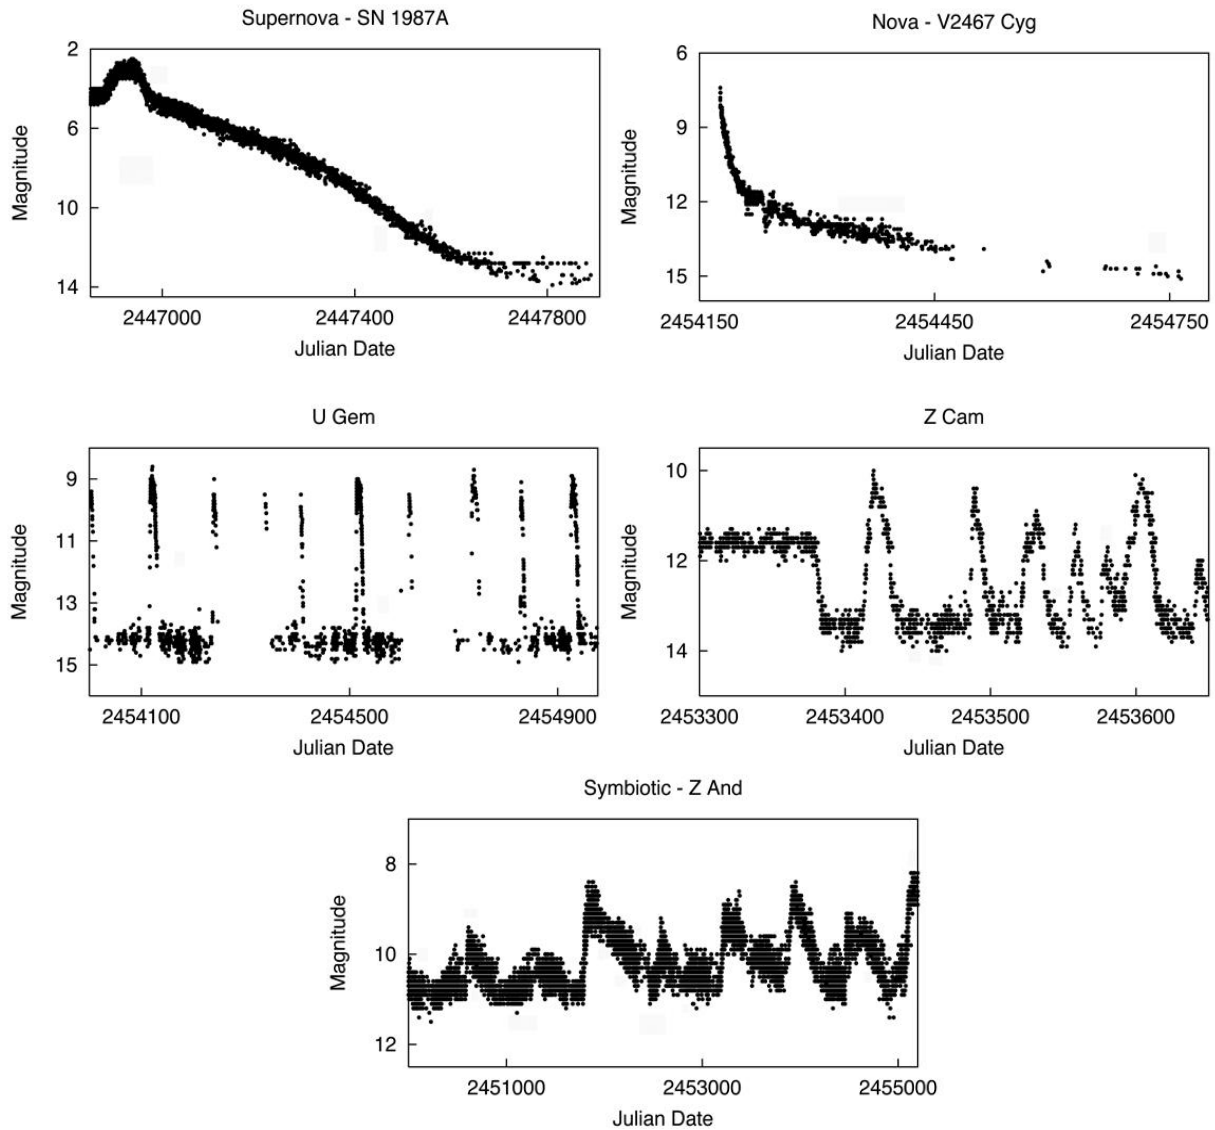 Supernova - SN 1987A
2
6
10
14
Magnitude
2447000 2447400 2447800
Julian Date
Nova - V2467 Cyg
6
9
12
15
Magnitude
2454150 2454450 2454750
Julian Date
U Gem
9
11
13
15
Magnitude
2454100 2454500 2454900
Julian Date
Z Cam
10
12
14
Magnitude
2453300 2453400 2453500 2453600
Julian Date
Symbiotic - Z And
8
10
12
Magnitude
2451000 2453000 2455000
Julian Date